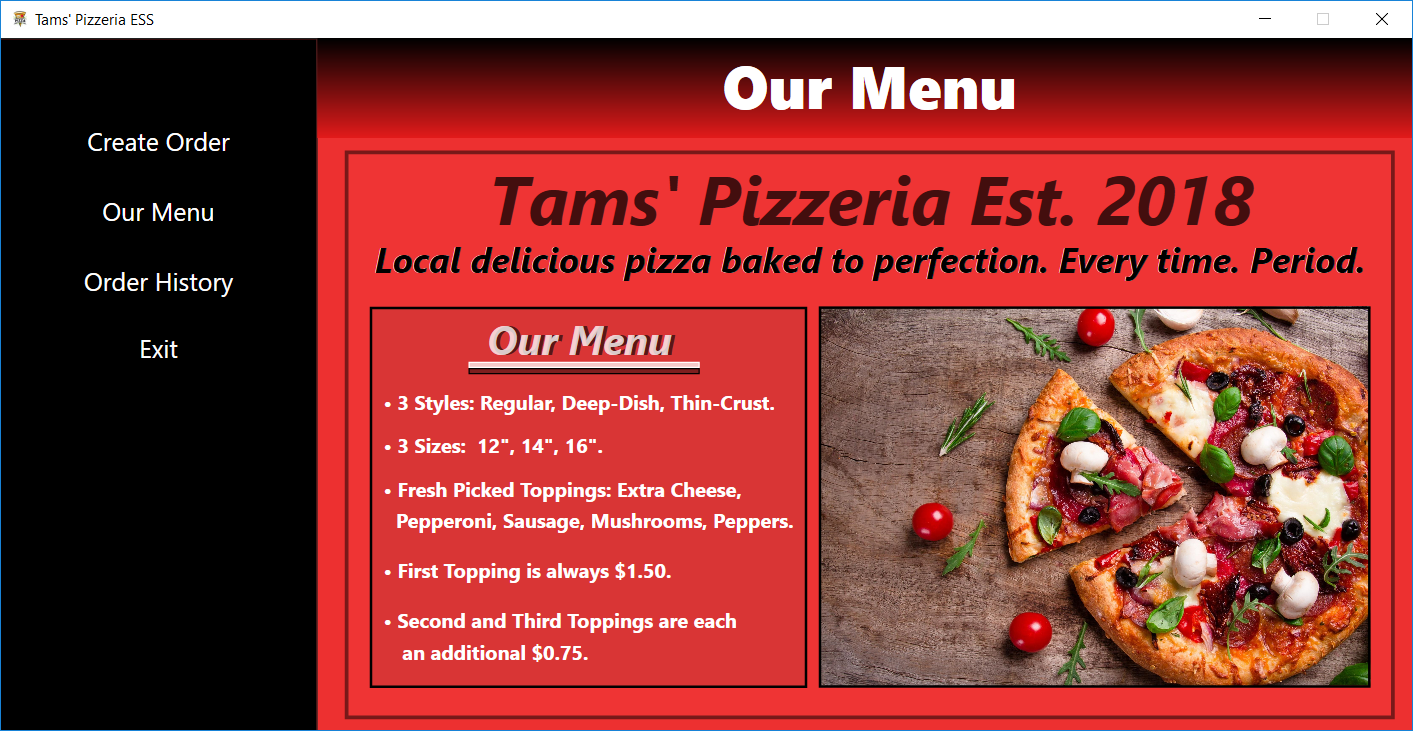 Tams' Pizzeria ESS
Create Order
Our Menu
Order History
Exit
Our Menu
Tams' Pizzeria Est. 2018
Local delicious pizza baked to perfection. Every time. Period.
Our Menu
• 3 Styles: Regular, Deep-Dish, Thin-Crust.
• 3 Sizes:  12", 14", 16".
• Fresh Picked Toppings: Extra Cheese,
Pepperoni, Sausage, Mushrooms, Peppers.
• First Topping is always $1.50.
• Second and Third Toppings are each
an additional $0.75.